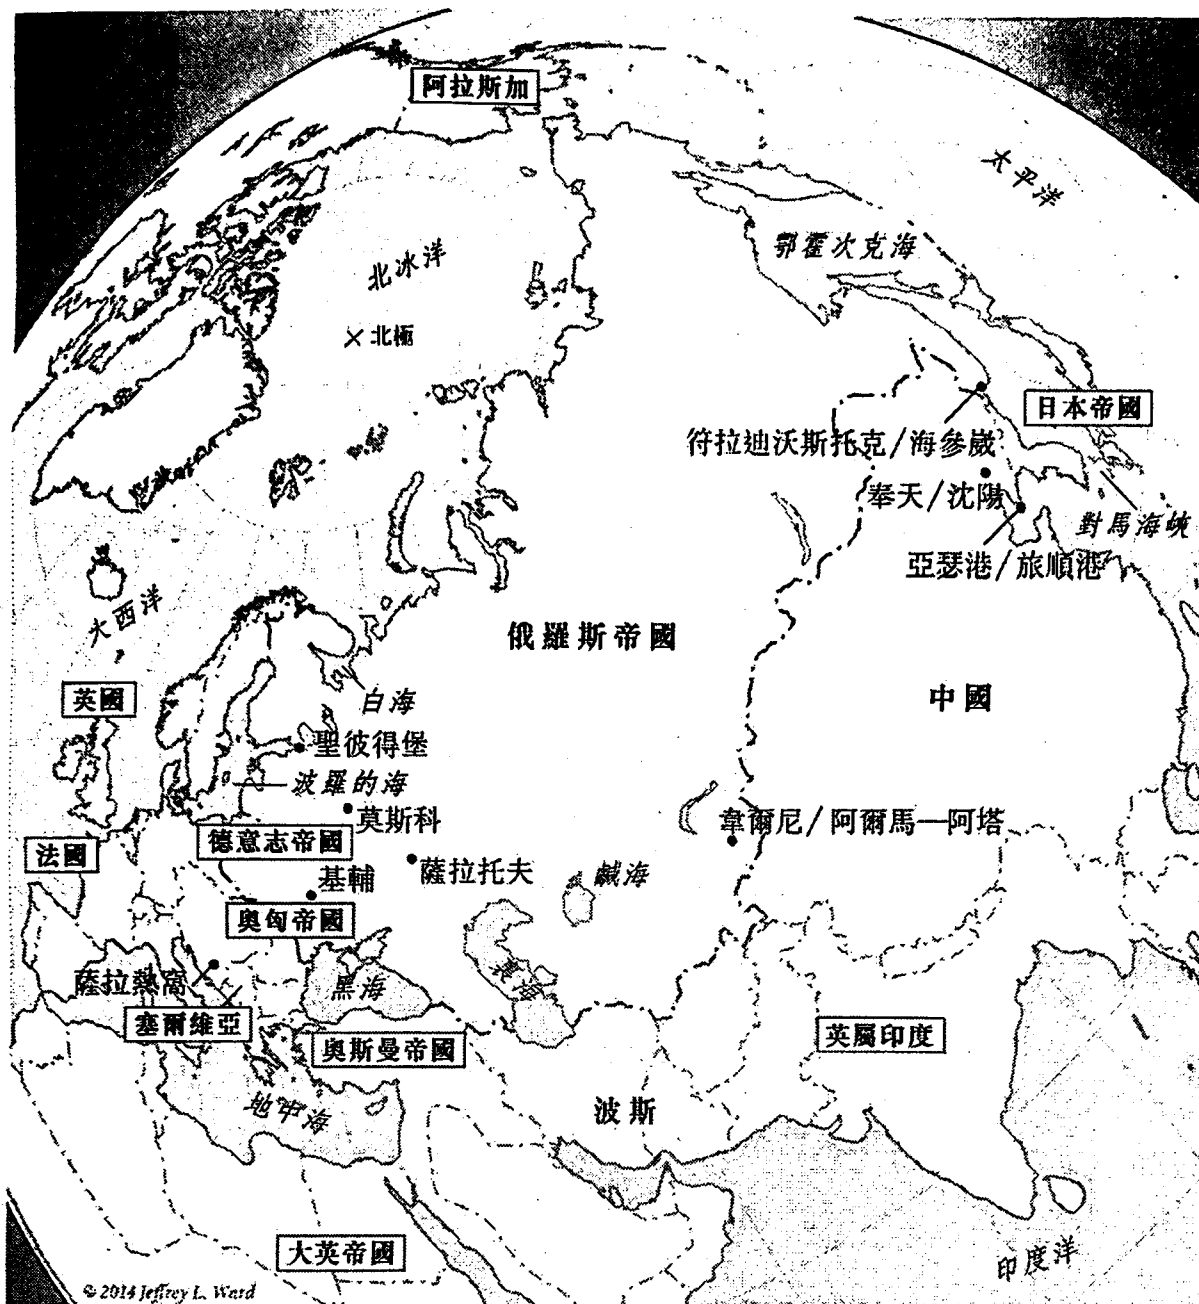 阿拉斯加
太平洋
鄂霍次克海
北冰洋
北極
日本帝國
符拉迪沃斯托克/海參崴
奉天/沈陽
對馬海峽
亞瑟港/旅順港
大西洋
俄羅斯帝國
英國
白海
中國
聖彼得堡
波羅的海
莫斯科
韋爾尼/阿爾馬—阿塔
德意志帝國
法國
薩拉托夫
鹹海
基輔
奧匈帝國
薩拉熱窩
黑海
裏海
塞爾維亞
奧斯曼帝國
英屬印度
地中海
波斯
大英帝國
印度洋
© 2014 Jeffrey L. Ward